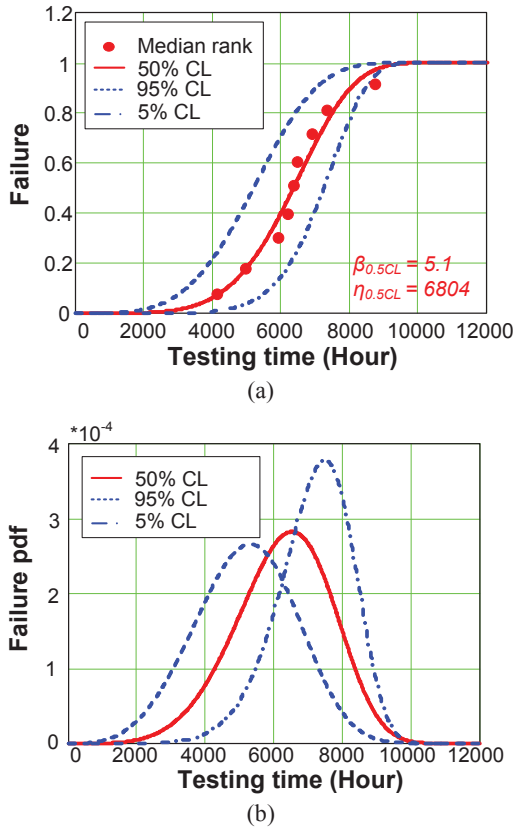 1.2
1
0.8
0.6
0.4
0.2
0
Failure
Median rank
50% CL
95% CL
5% CL
β0.5CL = 5.1
η0.5CL = 6804
0 2000 4000 6000 8000 10000 12000
Testing time (Hour)
(a)
*10⁻⁴
4
3
2
1
0
Failure pdf
50% CL
95% CL
5% CL
0 2000 4000 6000 8000 10000 12000
Testing time (Hour)
(b)